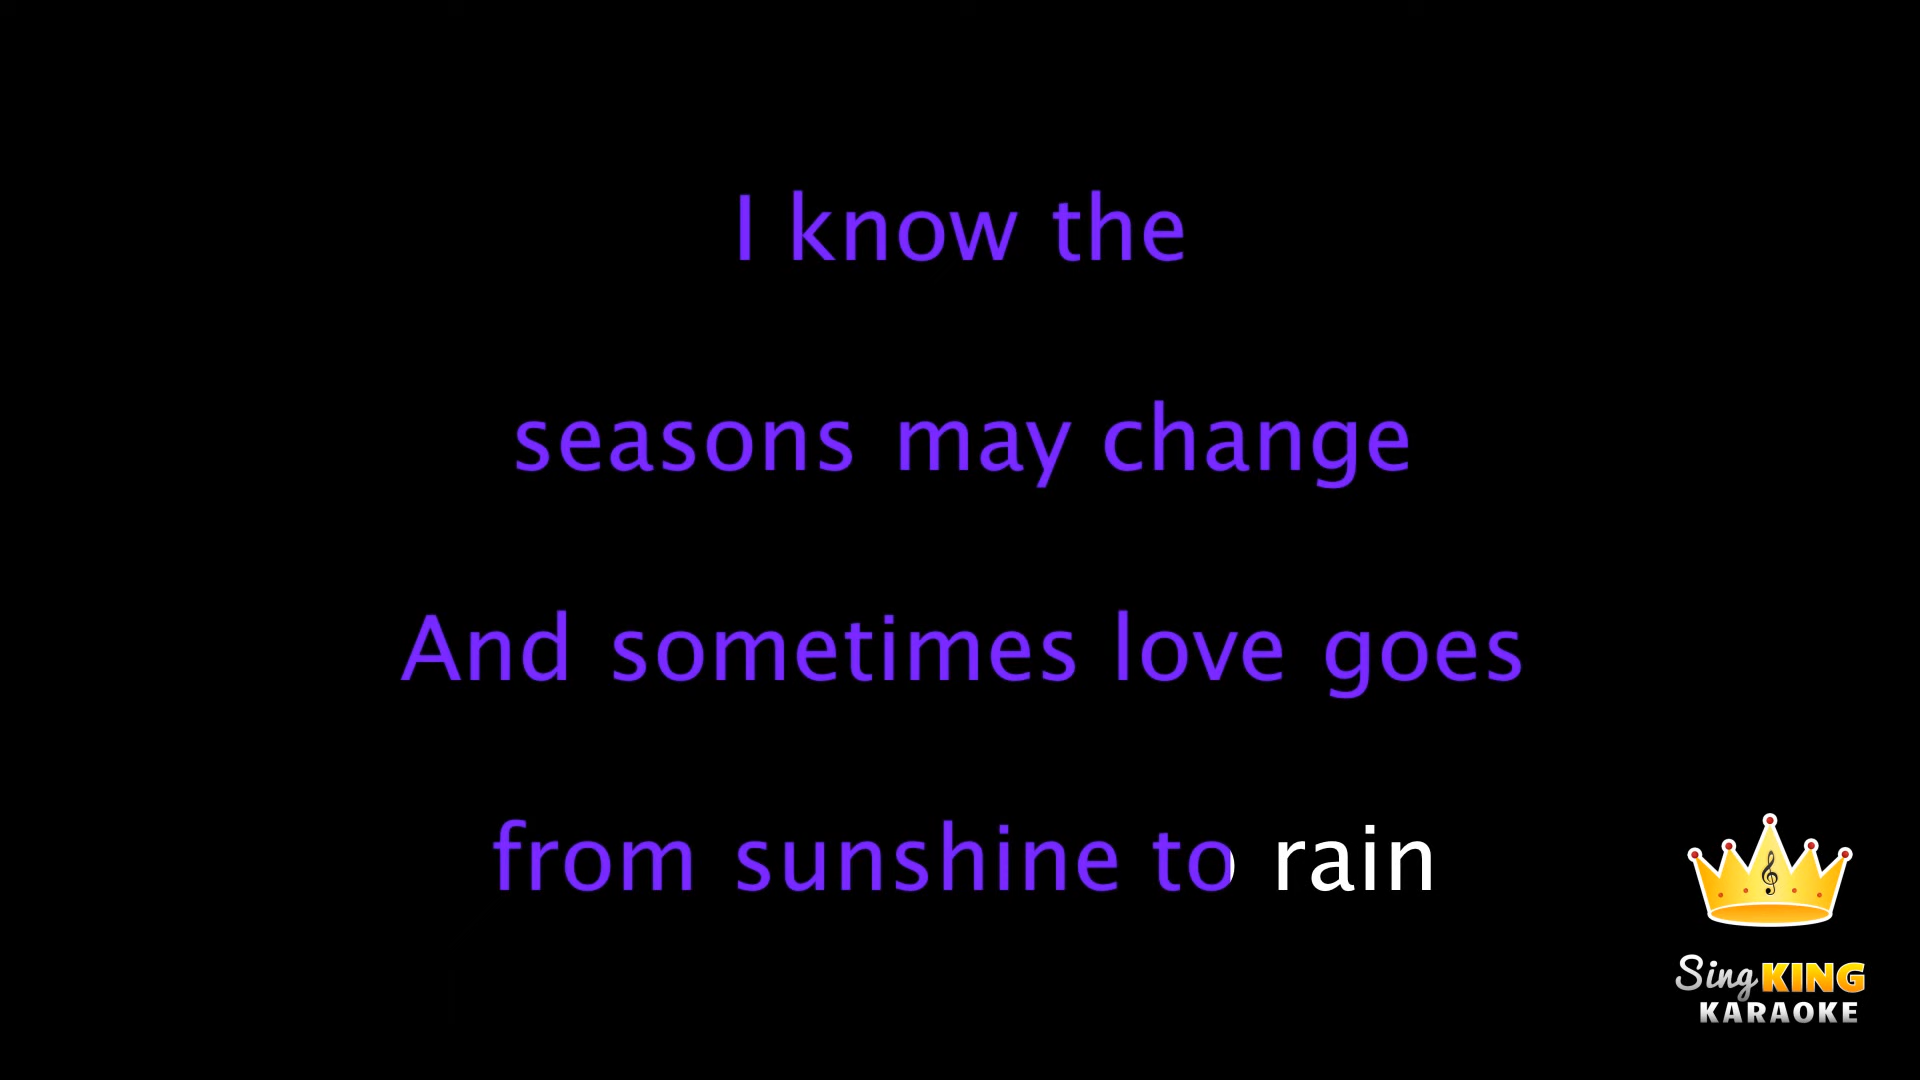 I know the
seasons may change
And sometimes love goes
from sunshine to rain
Sing KING
KARAOKE